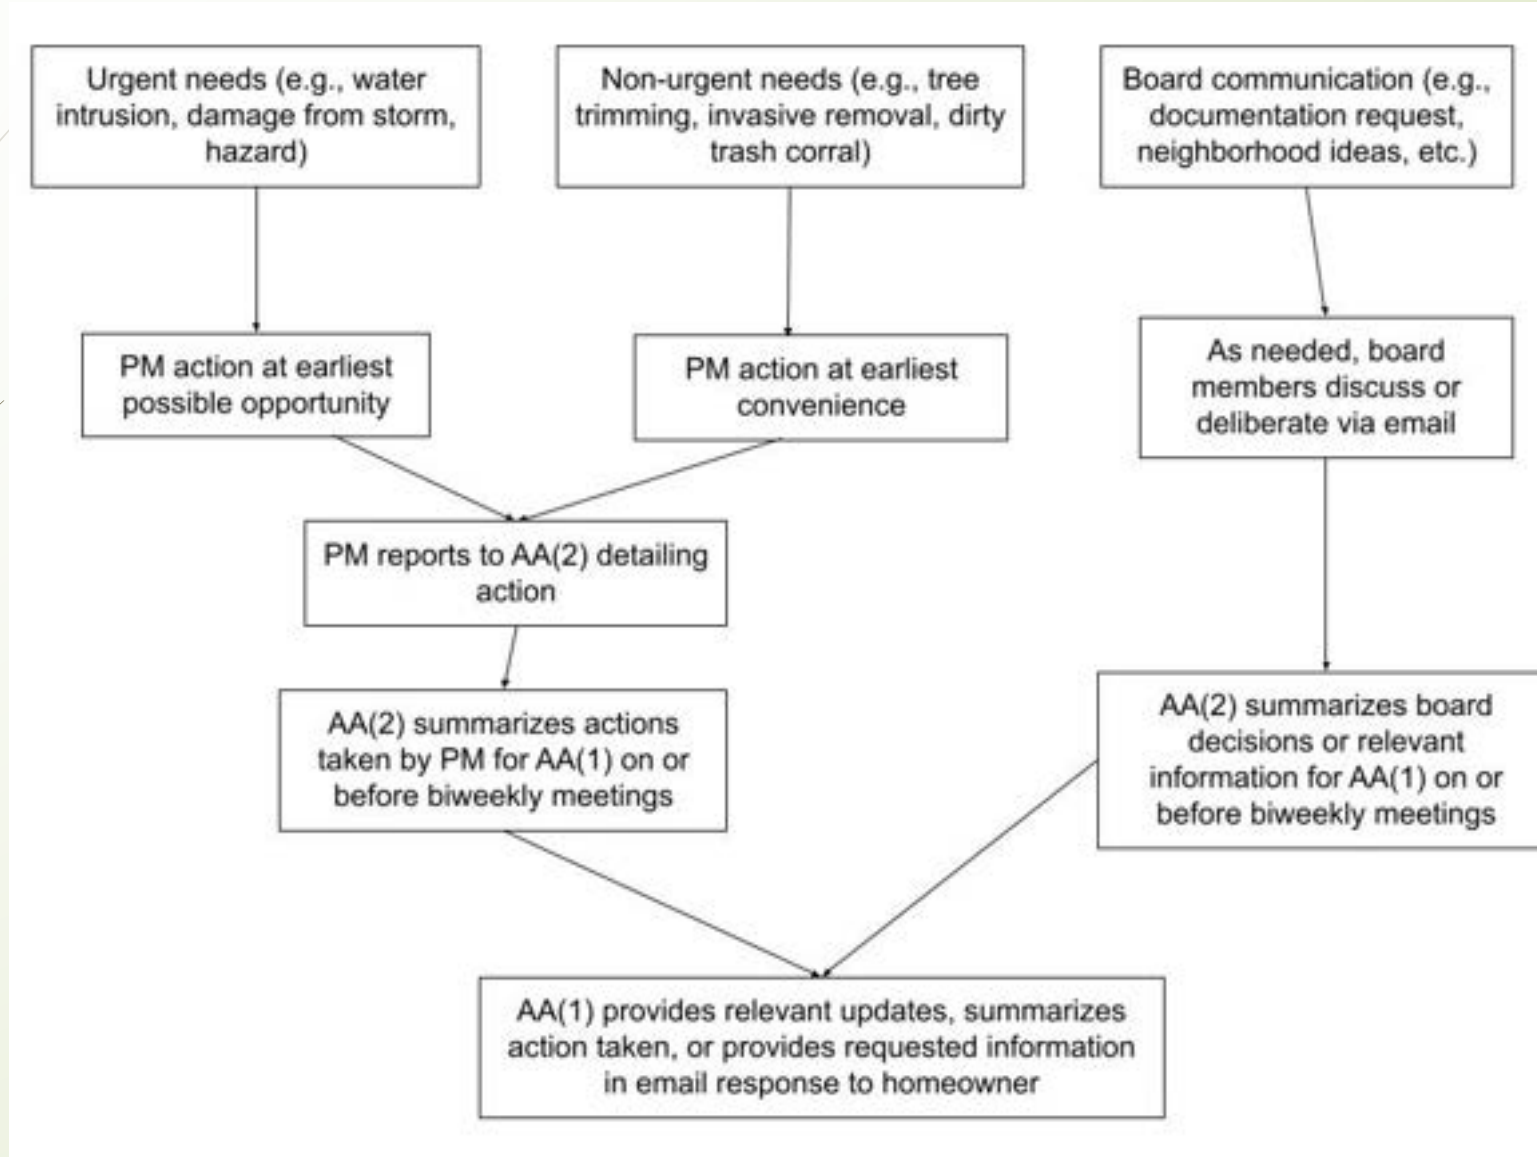 Urgent needs (e.g., water
intrusion, damage from storm,
hazard)
Non-urgent needs (e.g., tree
trimming, invasive removal, dirty
trash corral)
Board communication (e.g.,
documentation request,
neighborhood ideas, etc.)
PM action at earliest
possible opportunity
PM action at earliest
convenience
As needed, board
members discuss or
deliberate via email
PM reports to AA(2) detailing
action
AA(2) summarizes actions
taken by PM for AA(1) on or
before biweekly meetings
AA(2) summarizes board
decisions or relevant
information for AA(1) on or
before biweekly meetings
AA(1) provides relevant updates, summarizes
action taken, or provides requested information
in email response to homeowner